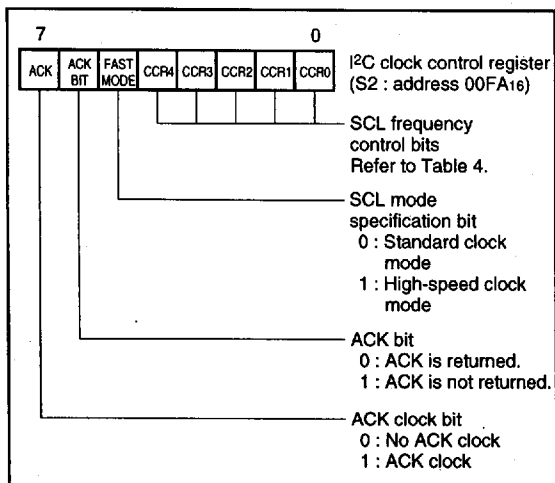 7 0
ACK ACK BIT FAST MODE CCR4 CCR3 CCR2 CCR1 CCR0
I²C clock control register
(S2 : address 00FA₁₆)
SCL frequency
control bits
Refer to Table 4.
SCL mode
specification bit
0 : Standard clock
mode
1 : High-speed clock
mode
ACK bit
0 : ACK is returned.
1 : ACK is not returned.
ACK clock bit
0 : No ACK clock
1 : ACK clock